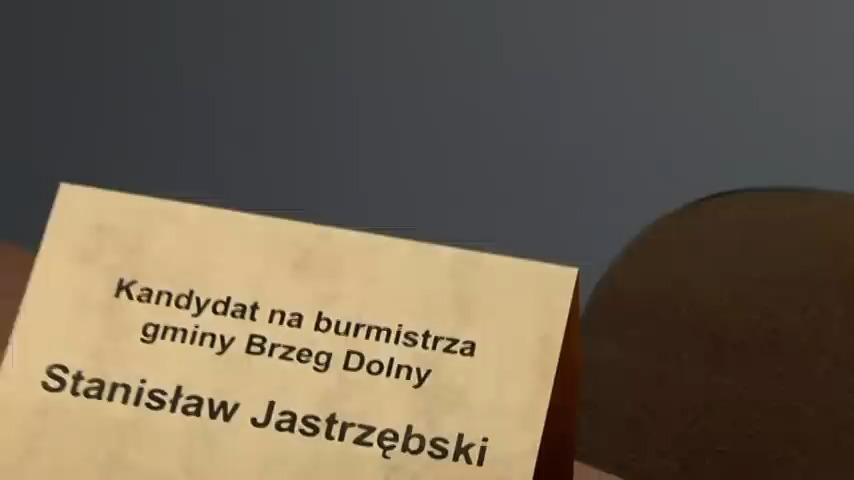 Kandydat na burmistrza
gminy Brzeg Dolny
Stanisław Jastrzębski